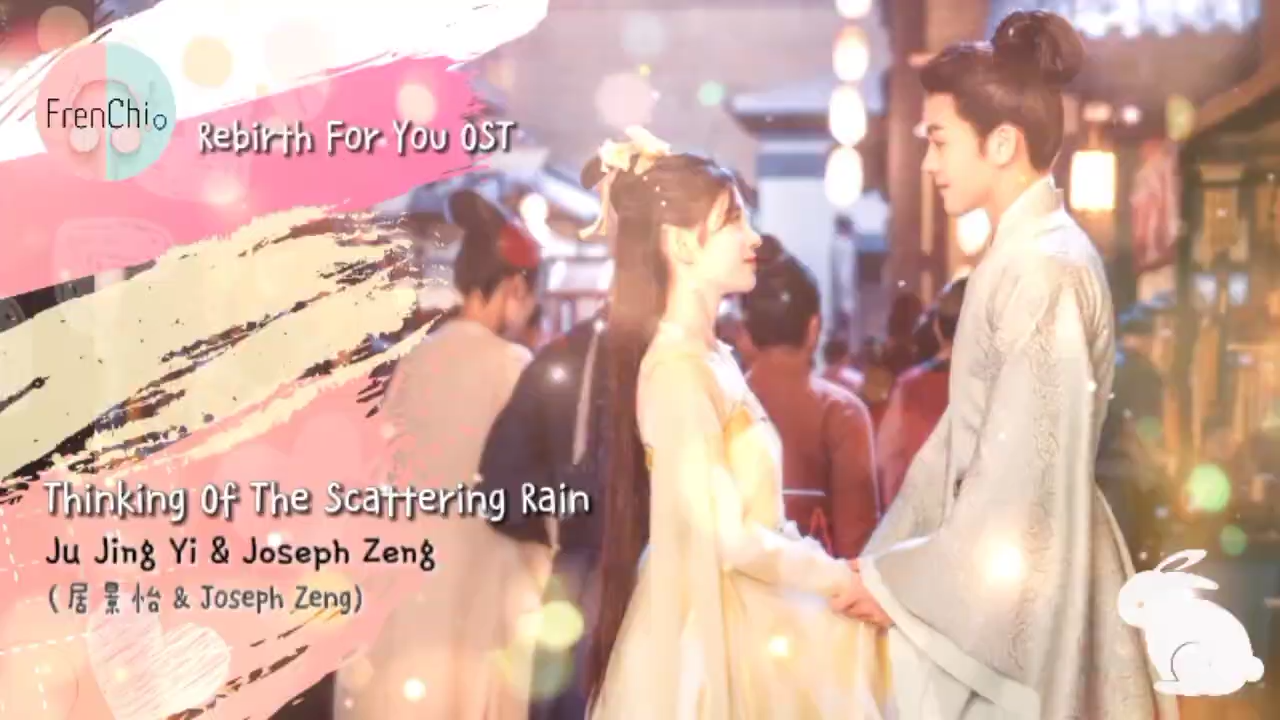 FrenChi。
Rebirth For You OST
Thinking Of The Scattering Rain
Ju Jing Yi & Joseph Zeng
(居景怡 & Joseph Zeng)